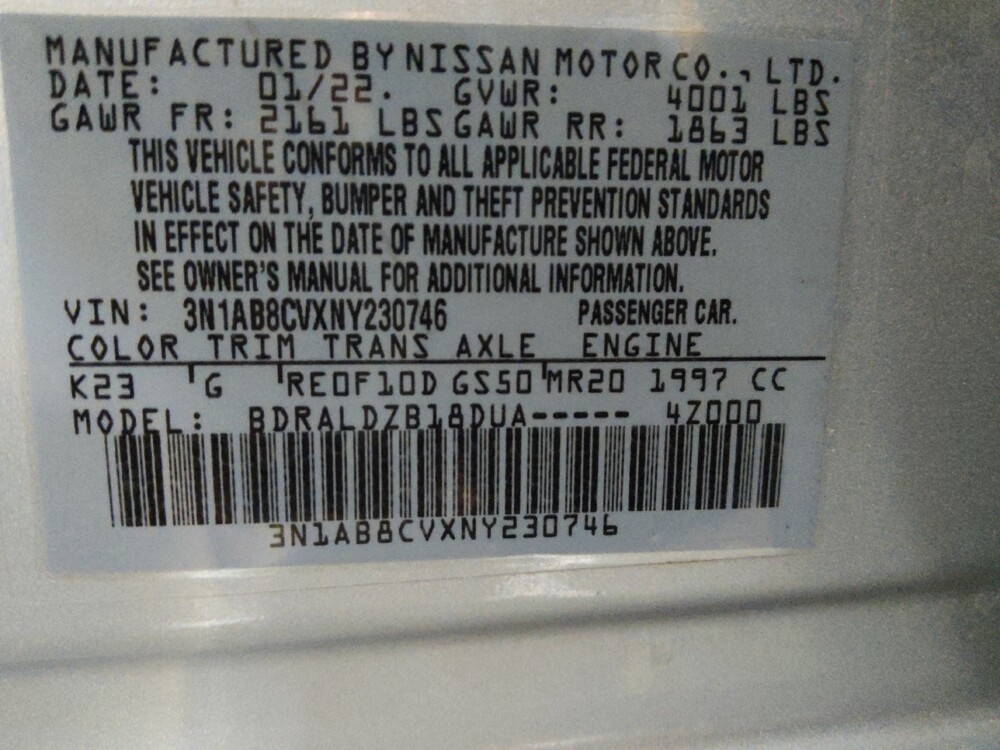 MANUFACTURED BY NISSAN MOTOR CO., LTD.
DATE: 01/22. GVWR: 4001 LBS
GAWR FR: 2161 LBS GAWR RR: 1863 LBS
THIS VEHICLE CONFORMS TO ALL APPLICABLE FEDERAL MOTOR
VEHICLE SAFETY, BUMPER AND THEFT PREVENTION STANDARDS
IN EFFECT ON THE DATE OF MANUFACTURE SHOWN ABOVE.
SEE OWNER'S MANUAL FOR ADDITIONAL INFORMATION.
VIN: 3N1AB8CVXNY230746 PASSENGER CAR.
COLOR TRIM TRANS AXLE ENGINE
K23 G RE0F10D GS50 MR20 1997 CC
MODEL: BDRALDZB18DUA----- 4Z000
3N1AB8CVXNY230746